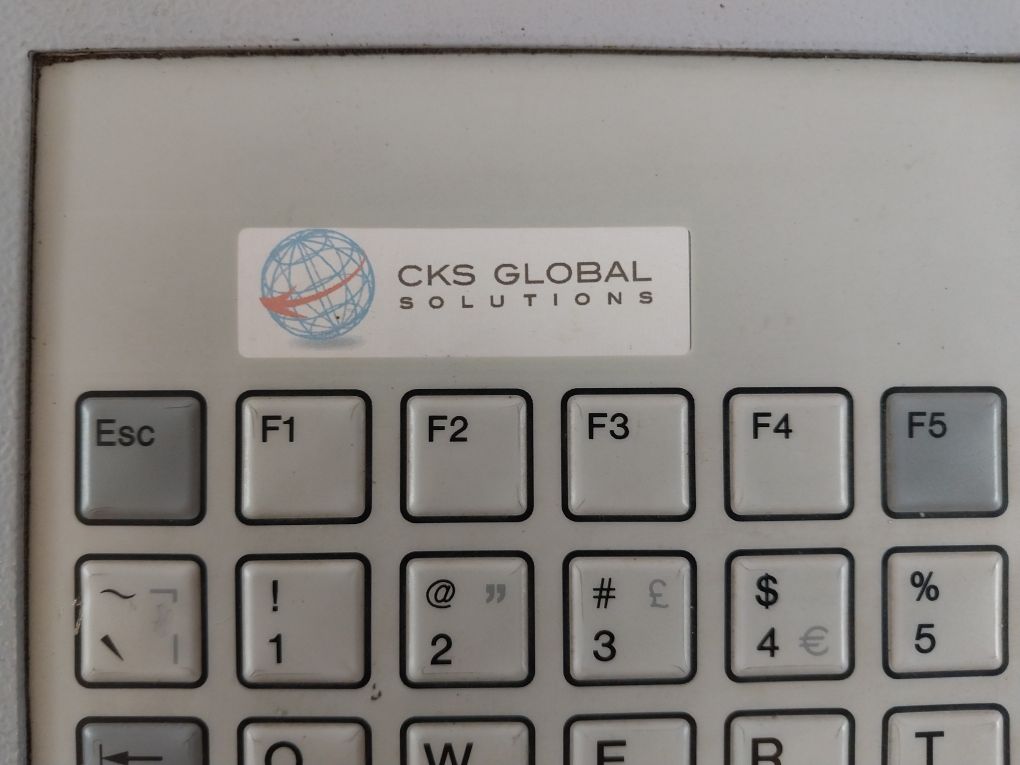 CKS GLOBAL
SOLUTIONS
Esc F1 F2 F3 F4 F5
~ ¬ ! @ " # £ $ %
` | 1 2 3 4 € 5
Q W E R T